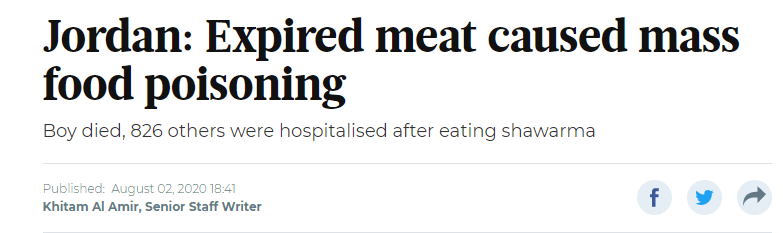 Jordan: Expired meat caused mass
food poisoning
Boy died, 826 others were hospitalised after eating shawarma
Published: August 02, 2020 18:41
Khitam Al Amir, Senior Staff Writer